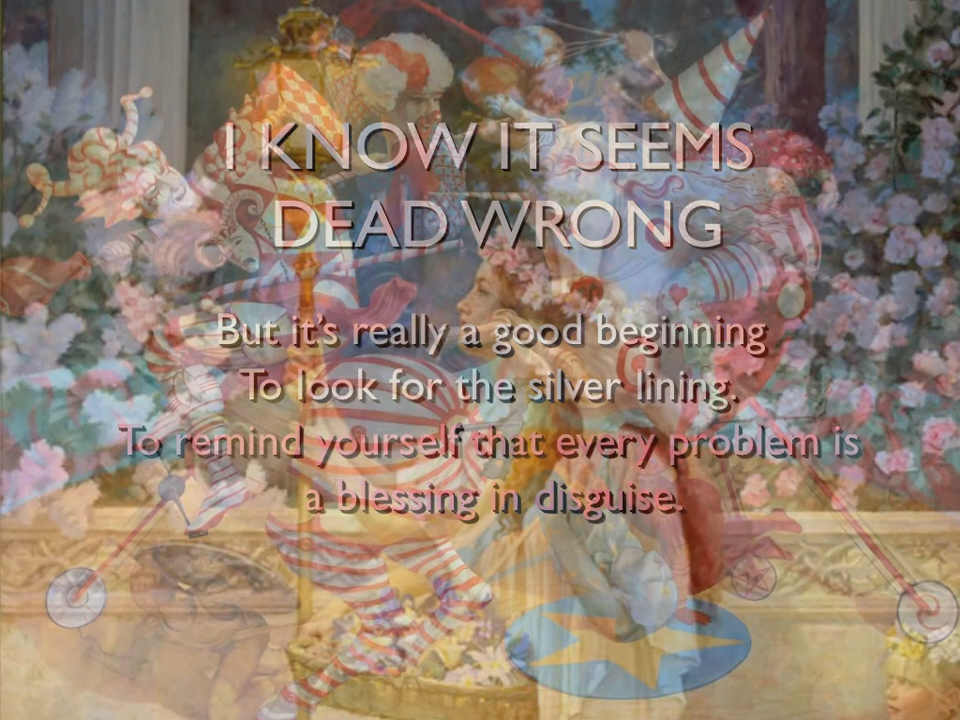 I KNOW IT SEEMS
DEAD WRONG
But it’s really a good beginning
To look for the silver lining.
To remind yourself that every problem is
a blessing in disguise.